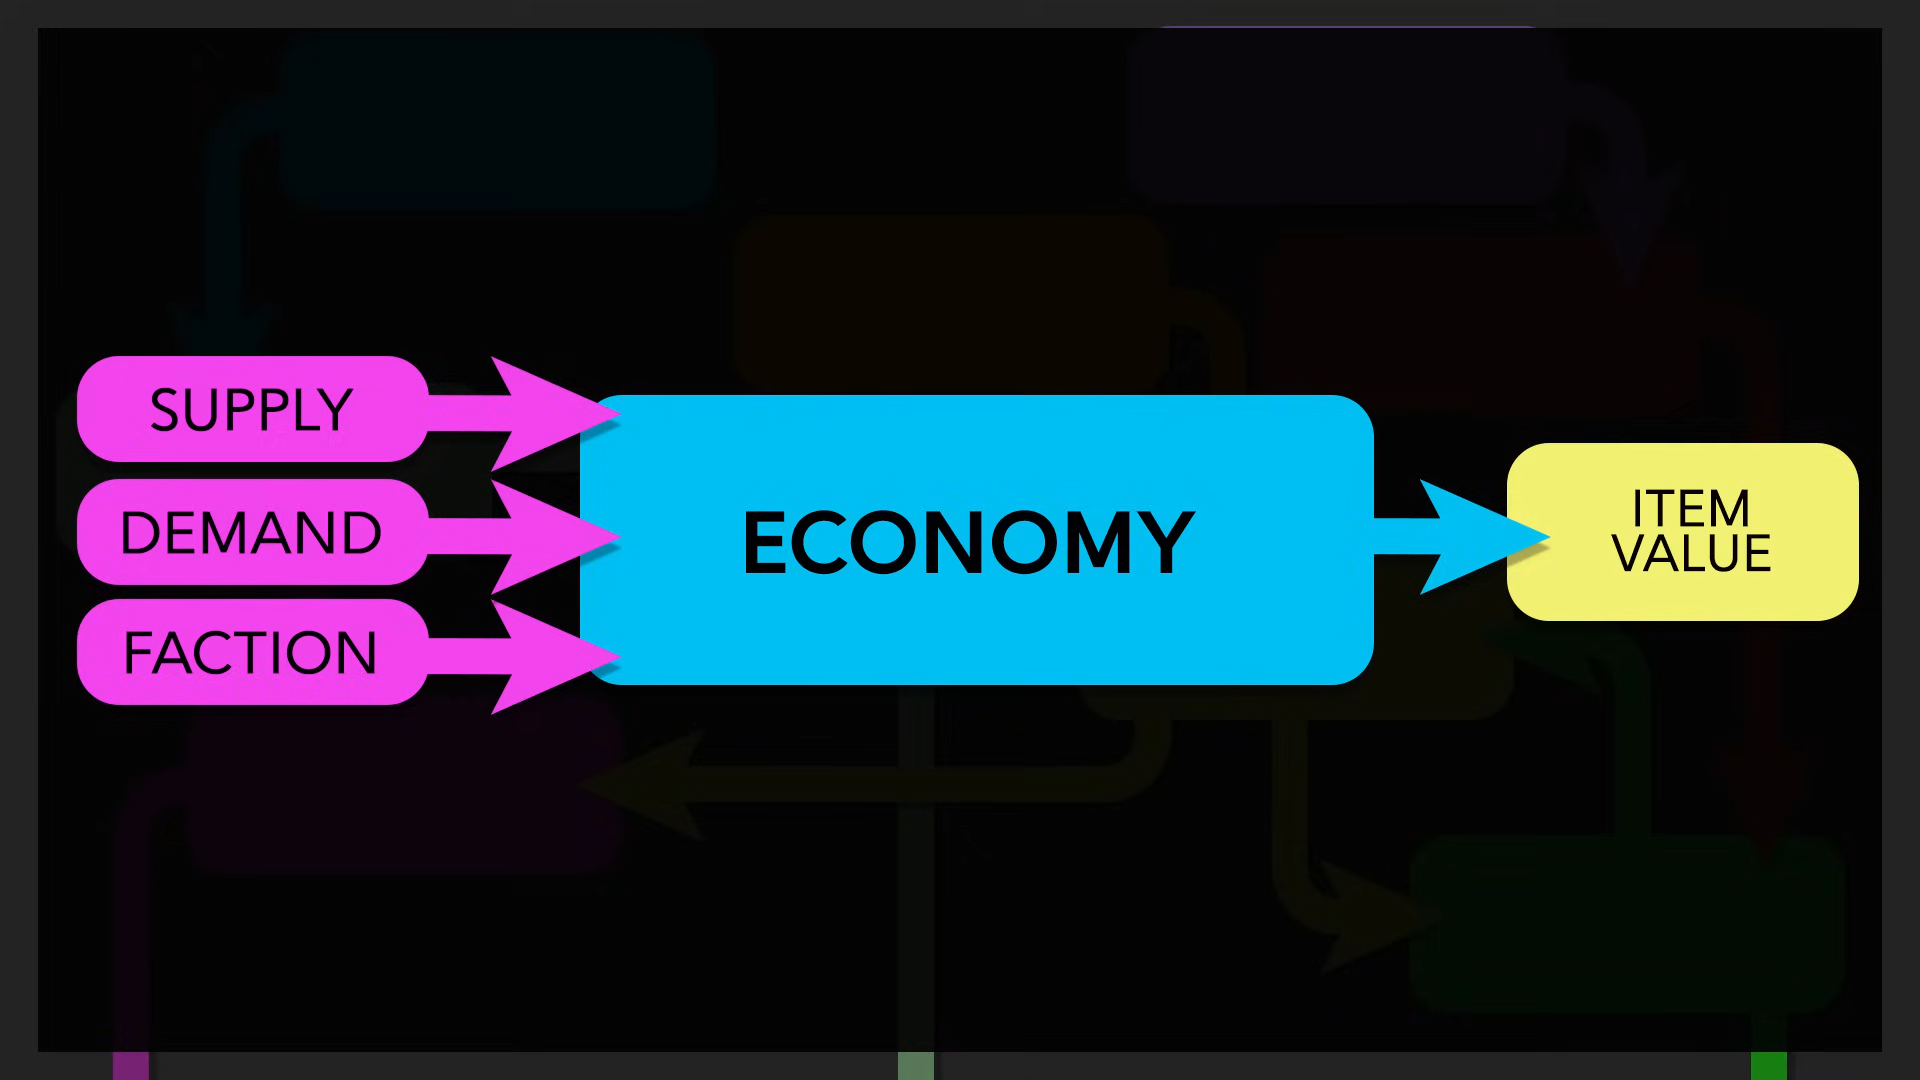 SUPPLY
DEMAND
FACTION
ECONOMY
ITEM
VALUE